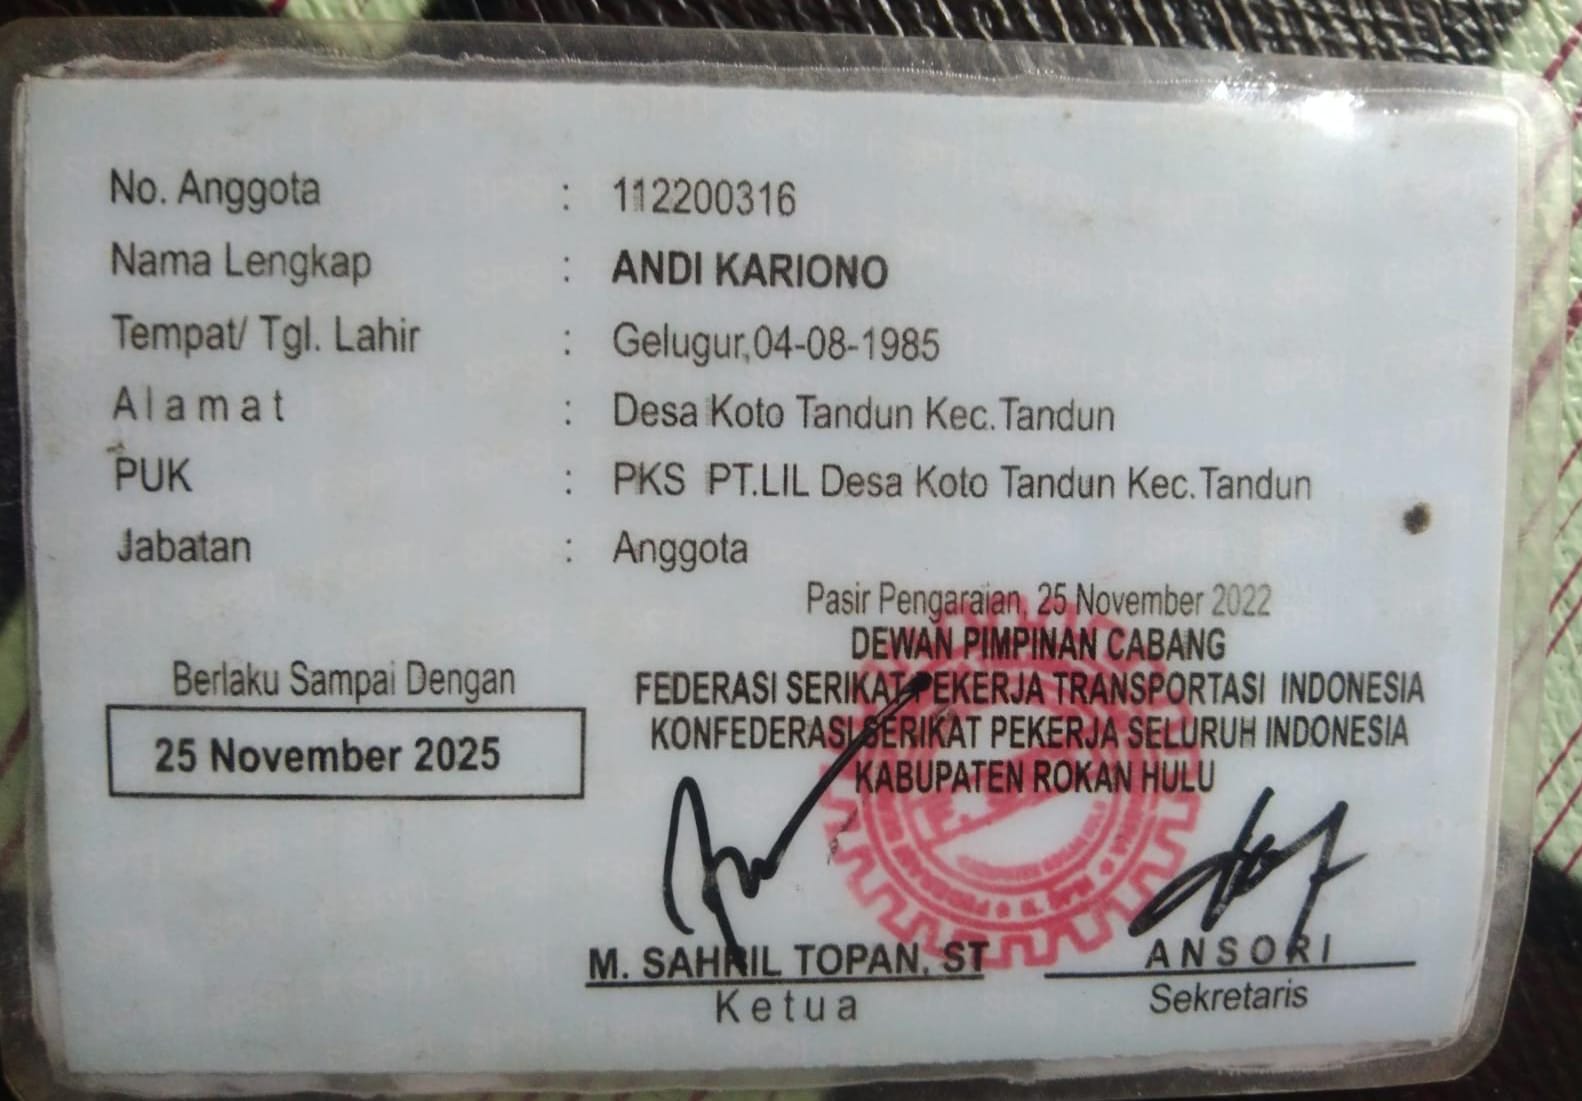 No. Anggota : 112200316
Nama Lengkap : ANDI KARIONO
Tempat/ Tgl. Lahir : Gelugur,04-08-1985
Alamat : Desa Koto Tandun Kec.Tandun
PUK : PKS PT.LIL Desa Koto Tandun Kec.Tandun
Jabatan : Anggota
Pasir Pengaraian, 25 November 2022
DEWAN PIMPINAN CABANG
FEDERASI SERIKAT PEKERJA TRANSPORTASI INDONESIA
KONFEDERASI SERIKAT PEKERJA SELURUH INDONESIA
KABUPATEN ROKAN HULU
Berlaku Sampai Dengan
25 November 2025
M. SAHRIL TOPAN, ST
Ketua
ANSORI
Sekretaris